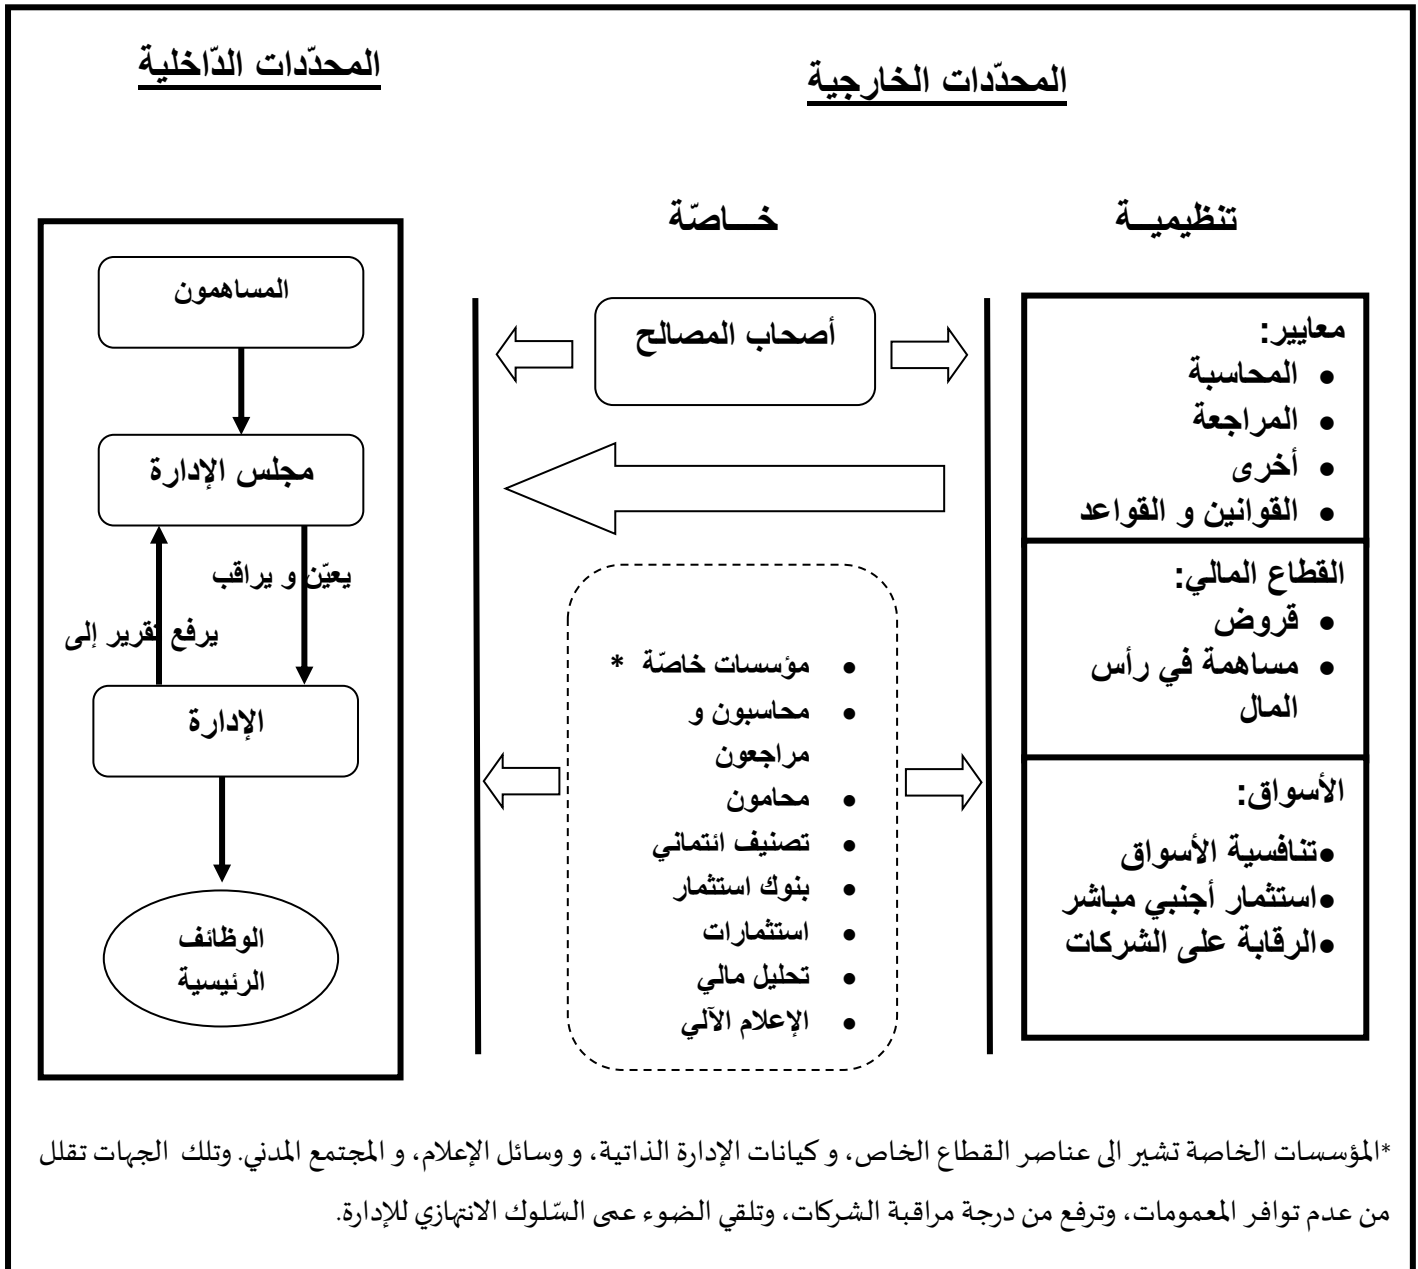 المحدّدات الخارجية
المحدّدات الدّاخلية
تنظيميـــة
خـــاصّة
معايير:
• المحاسبة
• المراجعة
• أخرى
• القوانين و القواعد
القطاع المالي:
• قروض
• مساهمة في رأس
المال
الأسواق:
•تنافسية الأسواق
•استثمار أجنبي مباشر
•الرقابة على الشركات
أصحاب المصالح
• مؤسسات خاصّة *
• محاسبون و
مراجعون
• محامون
• تصنيف ائتماني
• بنوك استثمار
• استثمارات
• تحليل مالي
• الإعلام الآلي
المساهمون
مجلس الإدارة
يعيّن و يراقب
يرفع تقرير إلى
الإدارة
الوظائف
الرئيسية
*المؤسسات الخاصة تشير الى عناصر القطاع الخاص، و كيانات الإدارة الذاتية، و وسائل الإعلام، و المجتمع المدني. وتلك الجهات تقلل
من عدم توافر المعمومات، وترفع من درجة مراقبة الشركات، وتلقي الضوء عمى السّلوك الانتهازي للإدارة.